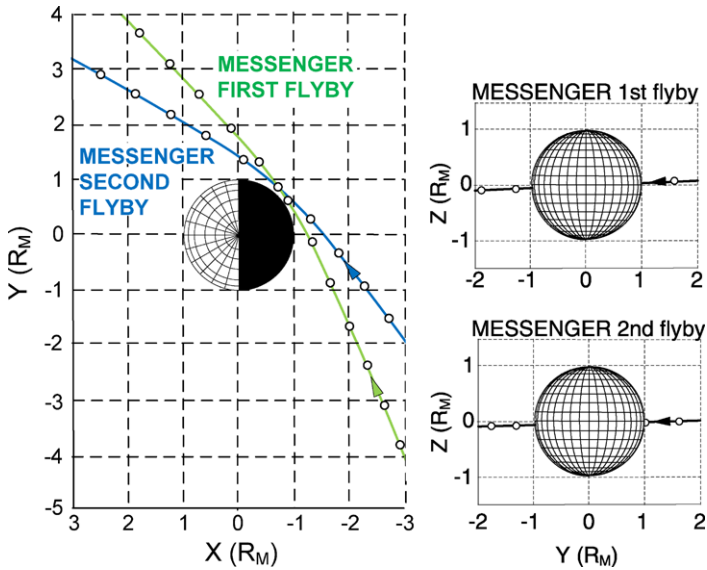 4
3
2
1
0
-1
-2
-3
-4
-5
Y (RM)
MESSENGER
FIRST FLYBY
MESSENGER
SECOND
FLYBY
3 2 1 0 -1 -2 -3
X (RM)
MESSENGER 1st flyby
1
0
-1
Z (RM)
-2 -1 0 1 2
MESSENGER 2nd flyby
1
0
-1
Z (RM)
-2 -1 0 1 2
Y (RM)